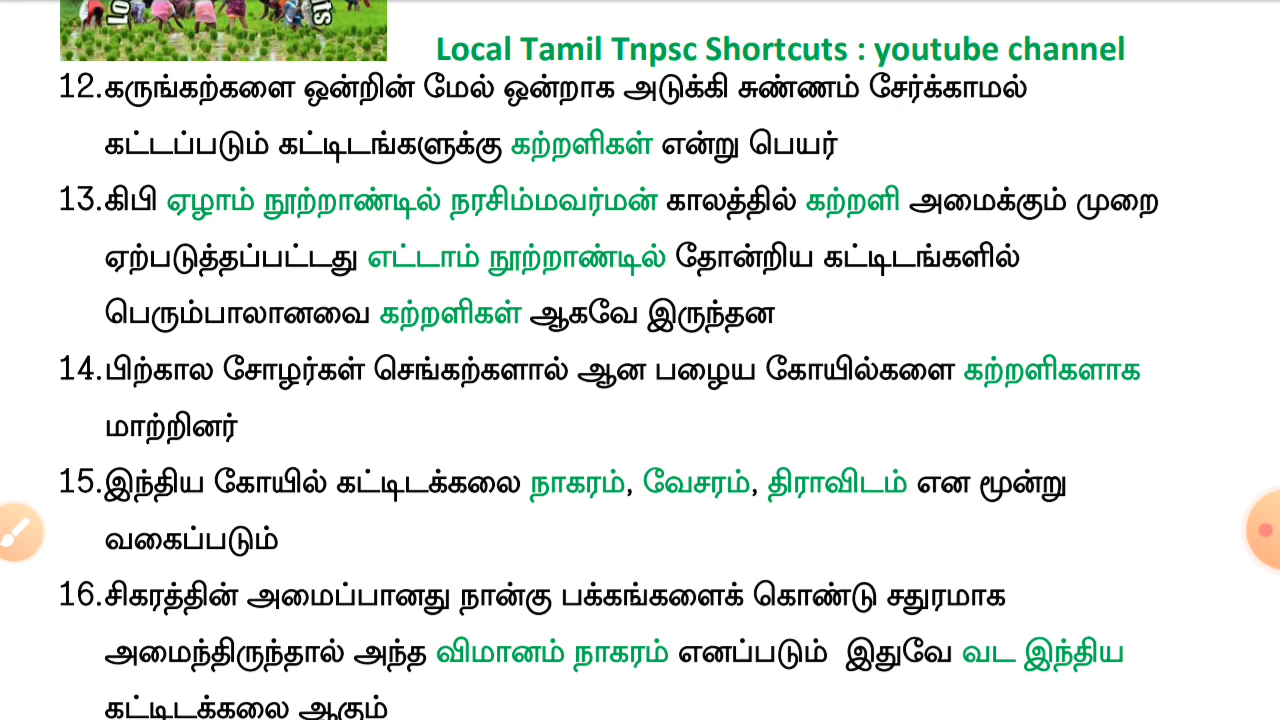 Local Tamil Tnpsc Shortcuts : youtube channel
12.கருங்கற்களை ஒன்றின் மேல் ஒன்றாக அடுக்கி சுண்ணம் சேர்க்காமல்
கட்டப்படும் கட்டிடங்களுக்கு கற்றளிகள் என்று பெயர்
13.கிபி ஏழாம் நூற்றாண்டில் நரசிம்மவர்மன் காலத்தில் கற்றளி அமைக்கும் முறை
ஏற்படுத்தப்பட்டது எட்டாம் நூற்றாண்டில் தோன்றிய கட்டிடங்களில்
பெரும்பாலானவை கற்றளிகள் ஆகவே இருந்தன
14.பிற்கால சோழர்கள் செங்கற்களால் ஆன பழைய கோயில்களை கற்றளிகளாக
மாற்றினர்
15.இந்திய கோயில் கட்டிடக்கலை நாகரம், வேசரம், திராவிடம் என மூன்று
வகைப்படும்
16.சிகரத்தின் அமைப்பானது நான்கு பக்கங்களைக் கொண்டு சதுரமாக
அமைந்திருந்தால் அந்த விமானம் நாகரம் எனப்படும் இதுவே வட இந்திய
கட்டிடக்கலை ஆகும்